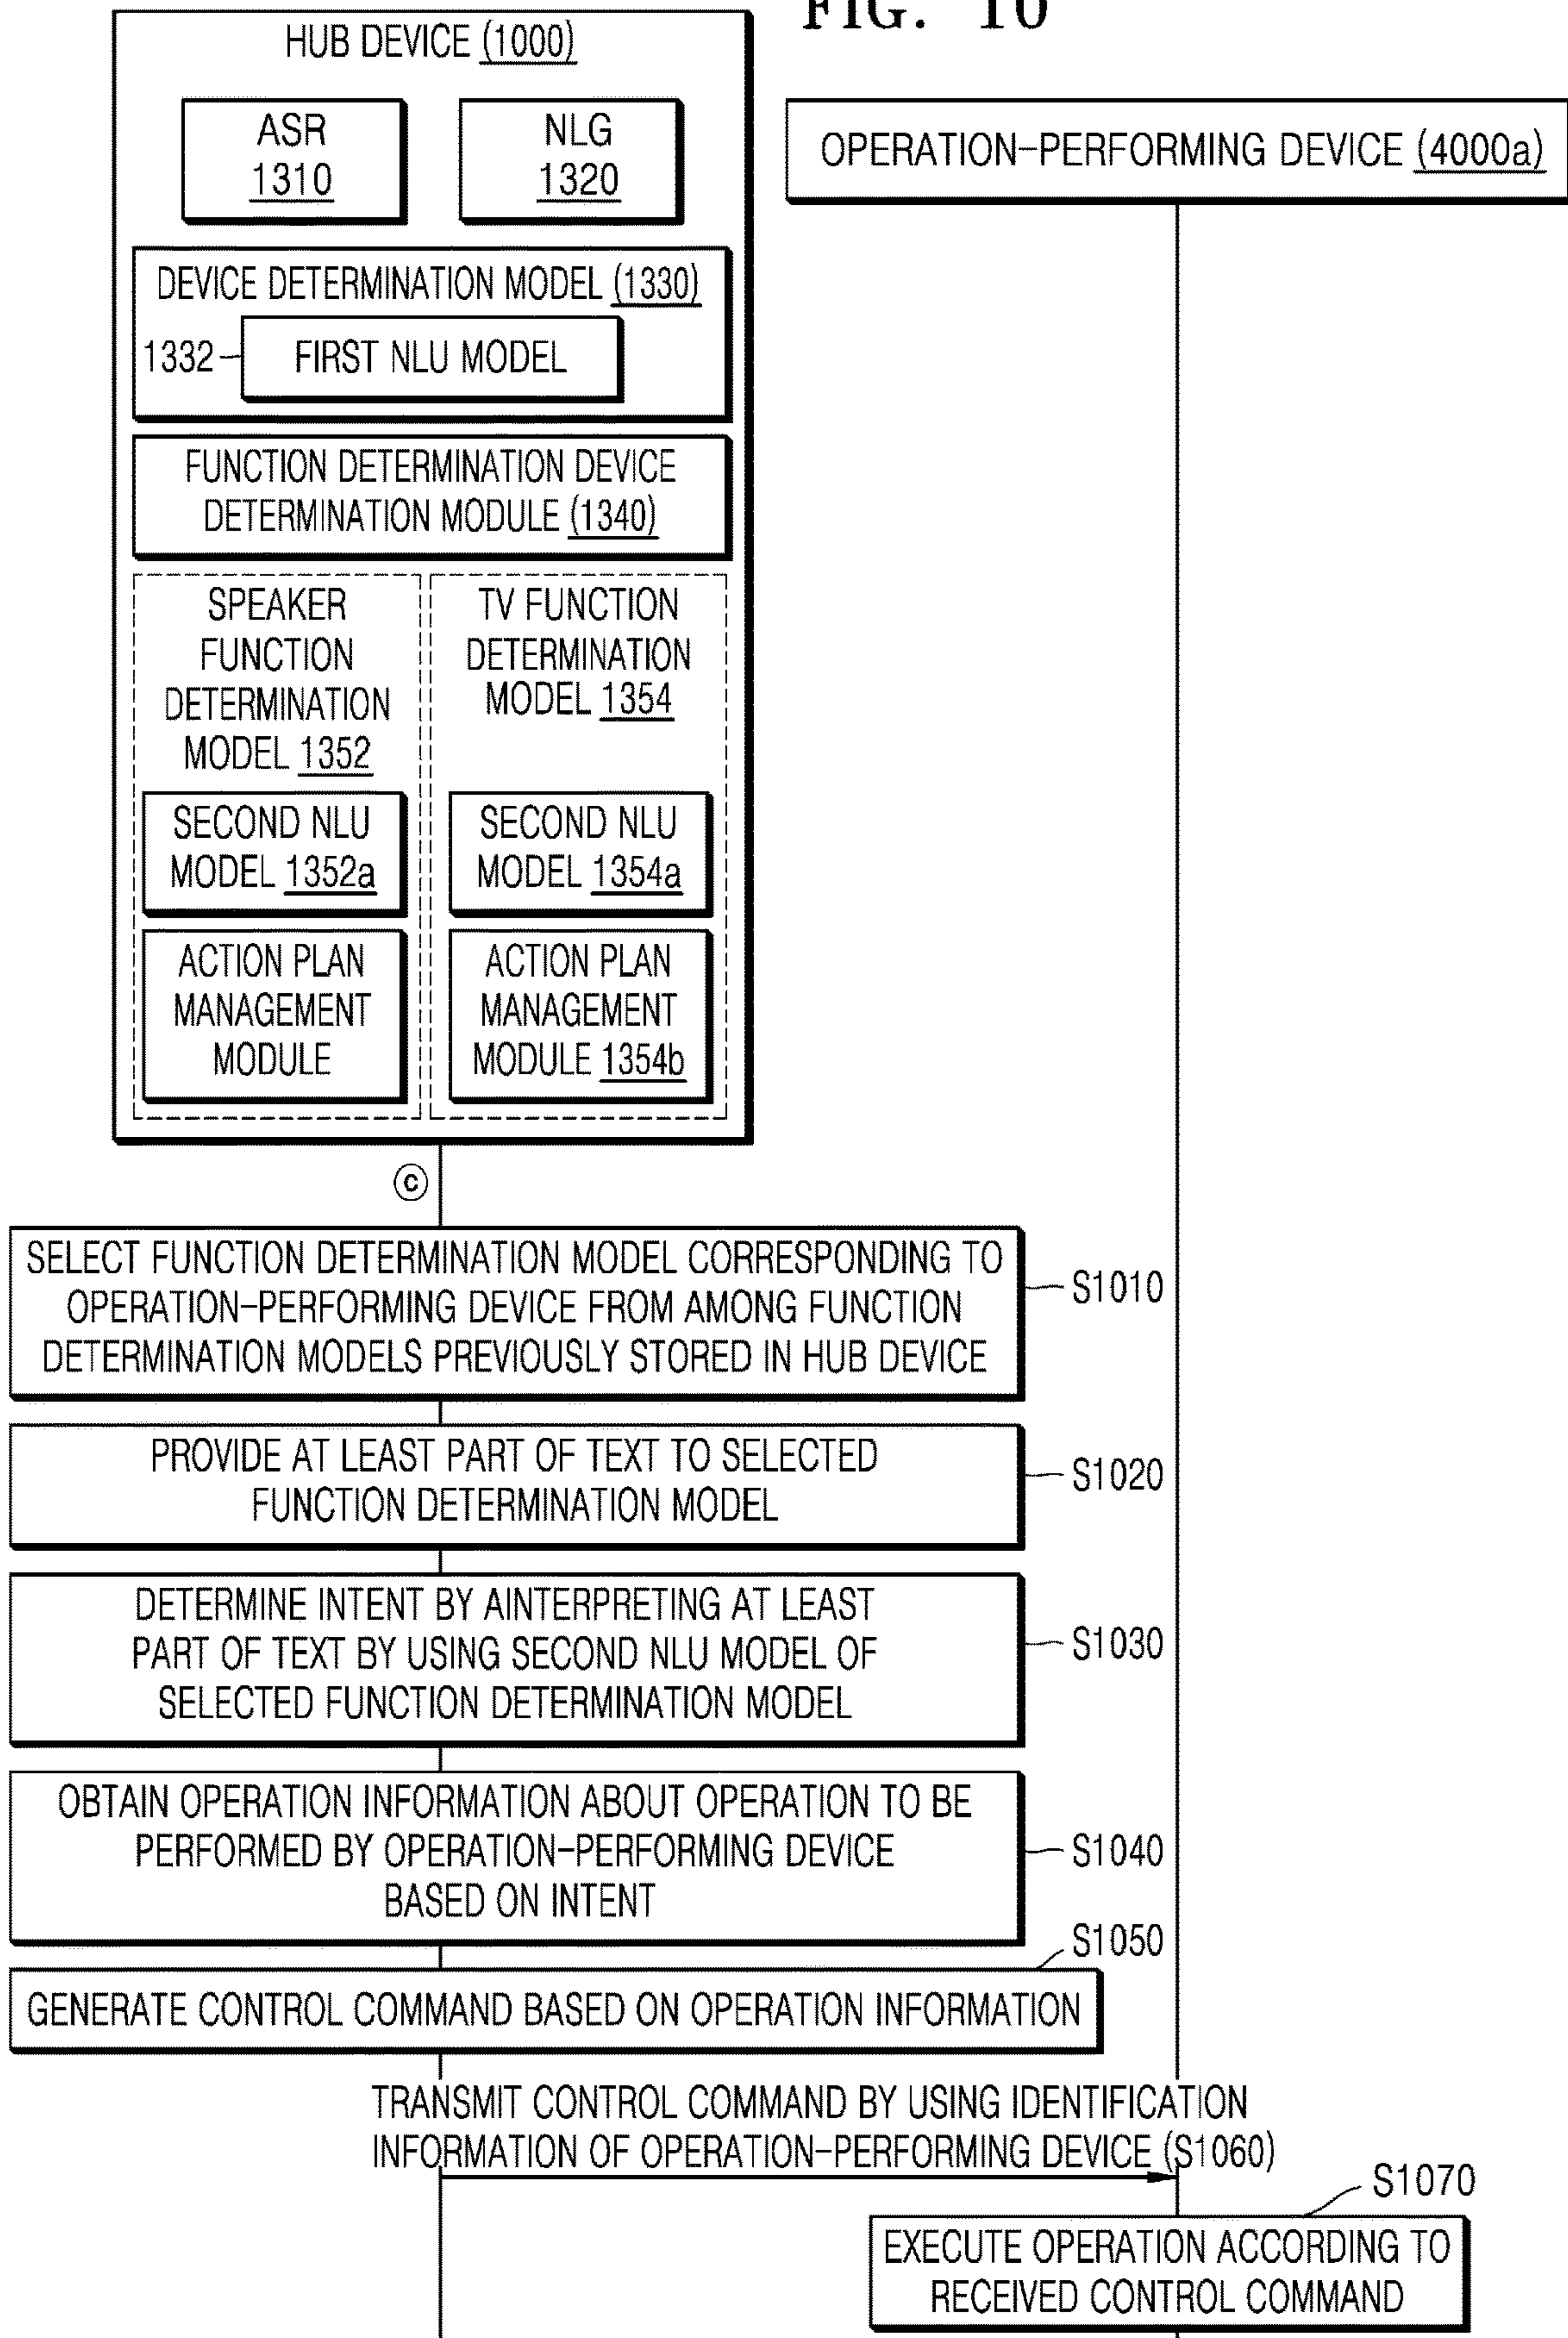 FIG. 10
HUB DEVICE (1000)
ASR
1310
NLG
1320
OPERATION-PERFORMING DEVICE (4000a)
DEVICE DETERMINATION MODEL (1330)
1332
FIRST NLU MODEL
FUNCTION DETERMINATION DEVICE
DETERMINATION MODULE (1340)
SPEAKER
FUNCTION
DETERMINATION
MODEL 1352
SECOND NLU
MODEL 1352a
ACTION PLAN
MANAGEMENT
MODULE
TV FUNCTION
DETERMINATION
MODEL 1354
SECOND NLU
MODEL 1354a
ACTION PLAN
MANAGEMENT
MODULE 1354b
ⓒ
SELECT FUNCTION DETERMINATION MODEL CORRESPONDING TO
OPERATION-PERFORMING DEVICE FROM AMONG FUNCTION
DETERMINATION MODELS PREVIOUSLY STORED IN HUB DEVICE
S1010
PROVIDE AT LEAST PART OF TEXT TO SELECTED
FUNCTION DETERMINATION MODEL
S1020
DETERMINE INTENT BY AINTERPRETING AT LEAST
PART OF TEXT BY USING SECOND NLU MODEL OF
SELECTED FUNCTION DETERMINATION MODEL
S1030
OBTAIN OPERATION INFORMATION ABOUT OPERATION TO BE
PERFORMED BY OPERATION-PERFORMING DEVICE
BASED ON INTENT
S1040
S1050
GENERATE CONTROL COMMAND BASED ON OPERATION INFORMATION
TRANSMIT CONTROL COMMAND BY USING IDENTIFICATION
INFORMATION OF OPERATION-PERFORMING DEVICE (S1060)
S1070
EXECUTE OPERATION ACCORDING TO
RECEIVED CONTROL COMMAND